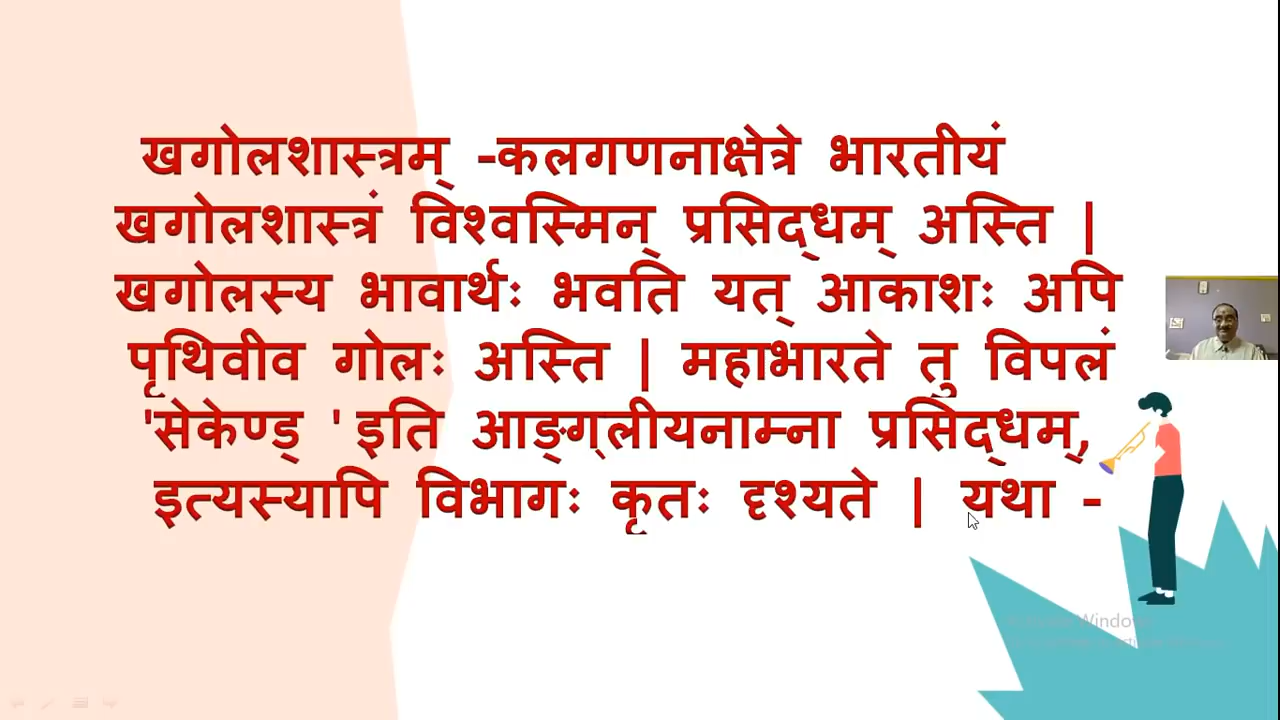 खगोलशास्त्रम् -कलगणनाक्षेत्रे भारतीयं
खगोलशास्त्रं विश्वस्मिन् प्रसिद्धम् अस्ति |
खगोलस्य भावार्थः भवति यत् आकाशः अपि
पृथिवीव गोलः अस्ति | महाभारते तु विपलं
'सेकेण्ड् ' इति आङ्ग्लीयनाम्ना प्रसिद्धम्,
इत्यस्यापि विभागः कृतः दृश्यते | यथा -